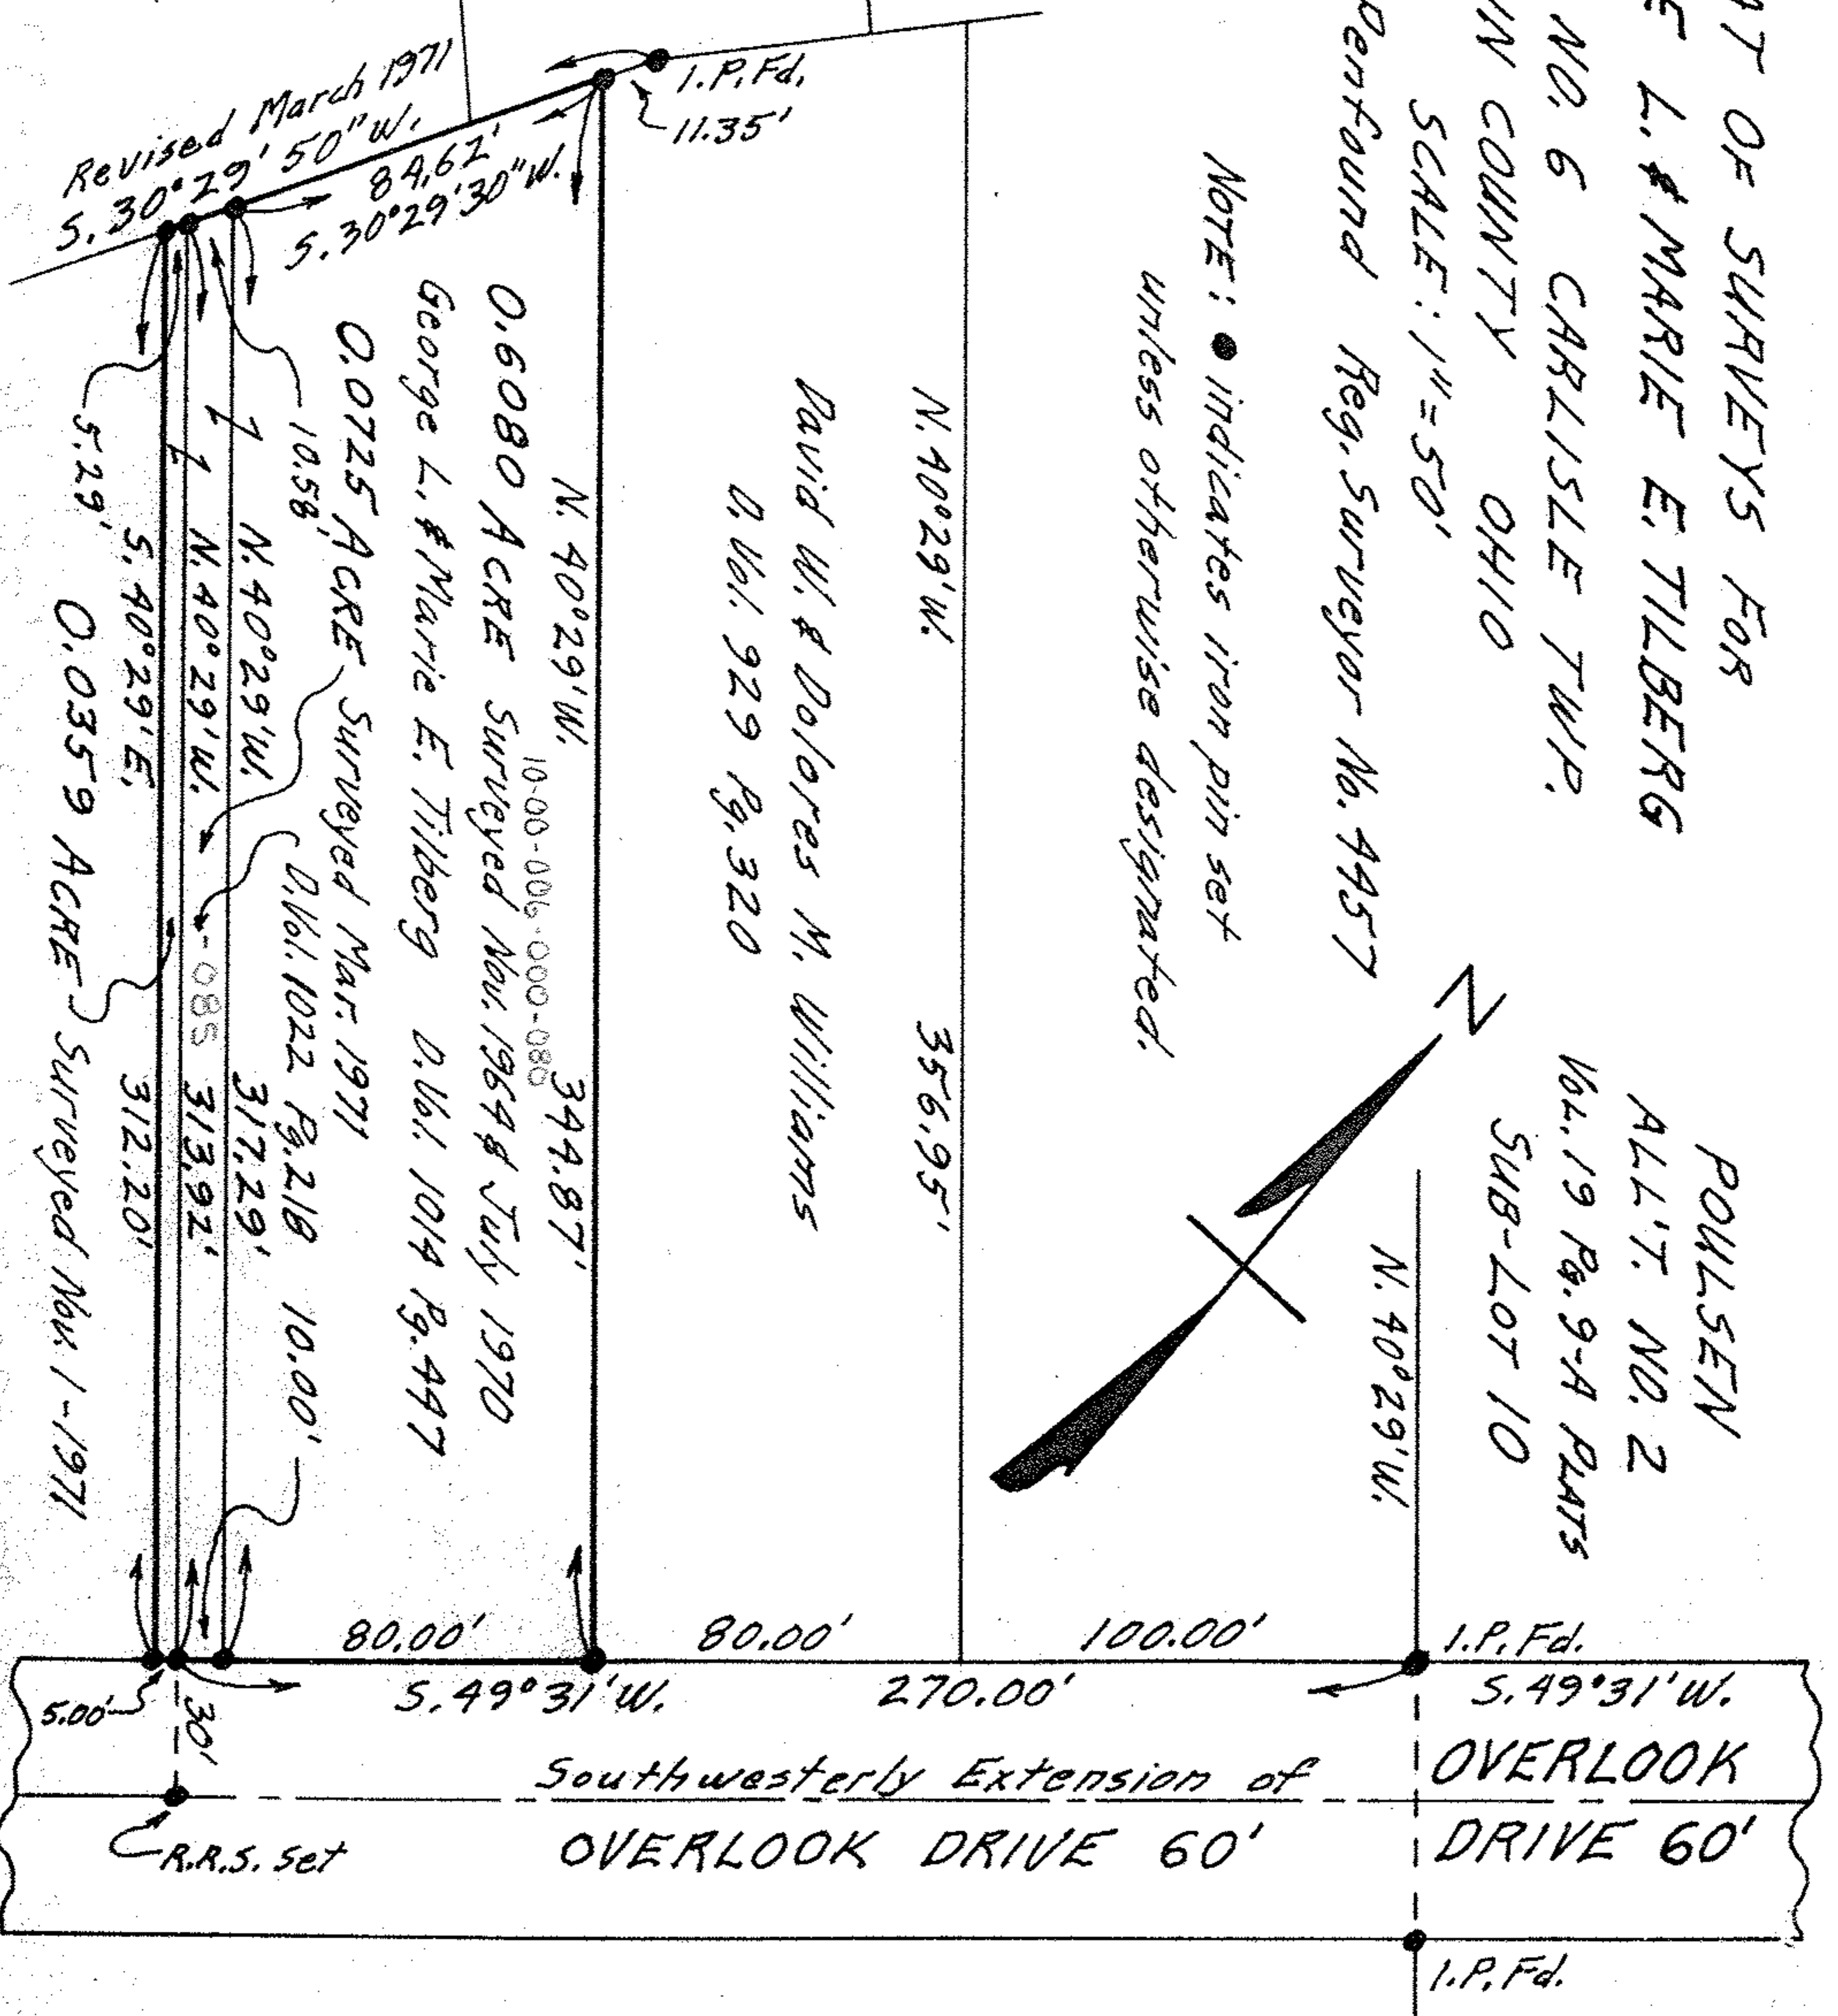 AT OF SURVEYS FOR
E L. & MARIE E. TILBERG
NO. 6 CARLISLE TWP.
IN COUNTY OHIO
SCALE: 1"=50'
Penfound Reg. Surveyor No. 4457
NOTE: ● indicates iron pin set
unless otherwise designated.
POULSEN
ALL'T. NO. 2
VOL. 19 PG. 9-A PLATS
SUB-LOT 10
N
N. 40°29'W.
N. 40°29'W. 356.95'
David W. & Dolores M. Williams
D. Vol. 929 Pg. 320
I.P. Fd.
11.35'
Revised March 1971
S. 30°29'50"W.
84.62'
S. 30°29'30"W.
N. 40°29'W. 344.87'
10-00-006-000-080
0.6080 ACRE Surveyed Nov. 1964 & July 1970
George L. & Marie E. Tilberg D. Vol. 1014 Pg. 447
0.0725 ACRE Surveyed Mar. 1971
D. Vol. 1022 Pg. 218 10.00'
10.58'
N. 40°29'W. 317.29'
N. 40°29'W. -085 313.92'
S. 40°29'E. 312.20'
5.29'
0.0359 ACRE Surveyed Nov. 1-1971
80.00' 80.00' 100.00' I.P. Fd.
5.00' 30' S. 49°31'W. 270.00' S. 49°31'W.
Southwesterly Extension of OVERLOOK
R.R.S. set OVERLOOK DRIVE 60' DRIVE 60'
I.P. Fd.